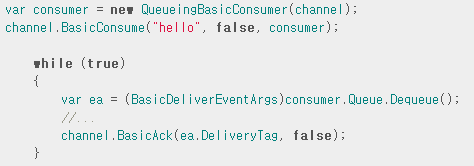 var consumer = new QueueingBasicConsumer(channel);
channel.BasicConsume("hello", false, consumer);
while (true)
{
var ea = (BasicDeliverEventArgs)consumer.Queue.Dequeue();
//...
channel.BasicAck(ea.DeliveryTag, false);
}